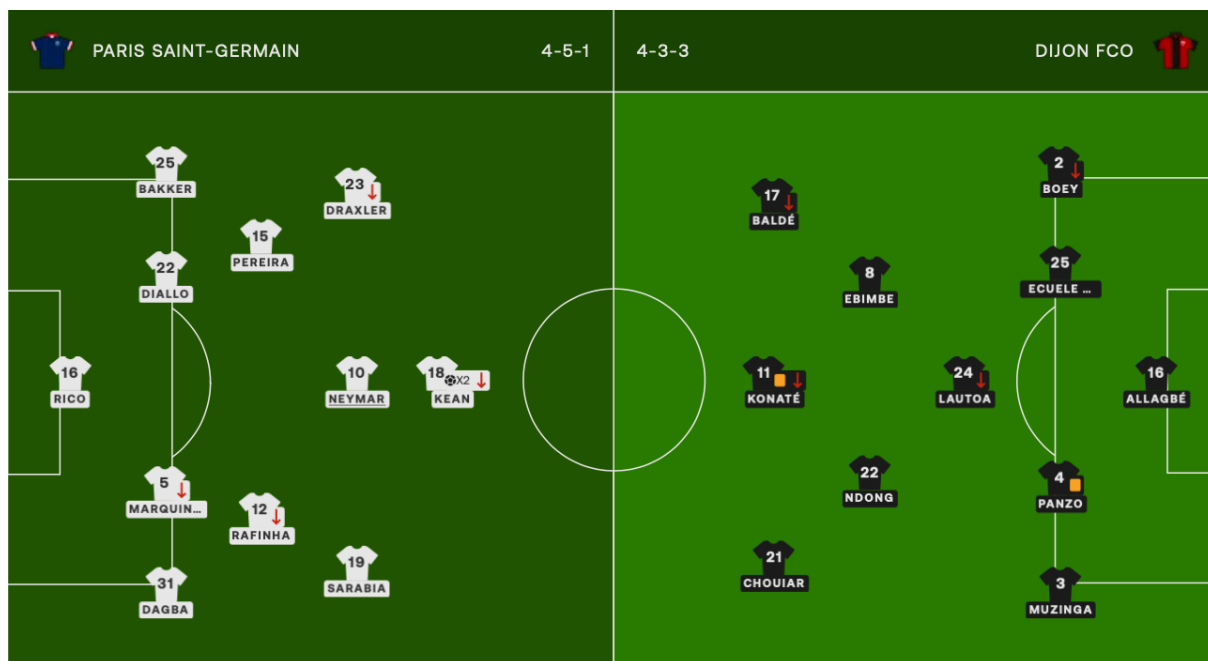 PARIS SAINT-GERMAIN 4-5-1 4-3-3 DIJON FCO
25
BAKKER
23
DRAXLER
15
PEREIRA
22
DIALLO
16
RICO
10
NEYMAR
18 X2
KEAN
5
MARQUIN...
12
RAFINHA
19
SARABIA
31
DAGBA
2
BOEY
17
BALDÉ
25
ECUELE ...
8
EBIMBE
11
KONATÉ
24
LAUTOA
16
ALLAGBÉ
22
NDONG
4
PANZO
21
CHOUIAR
3
MUZINGA